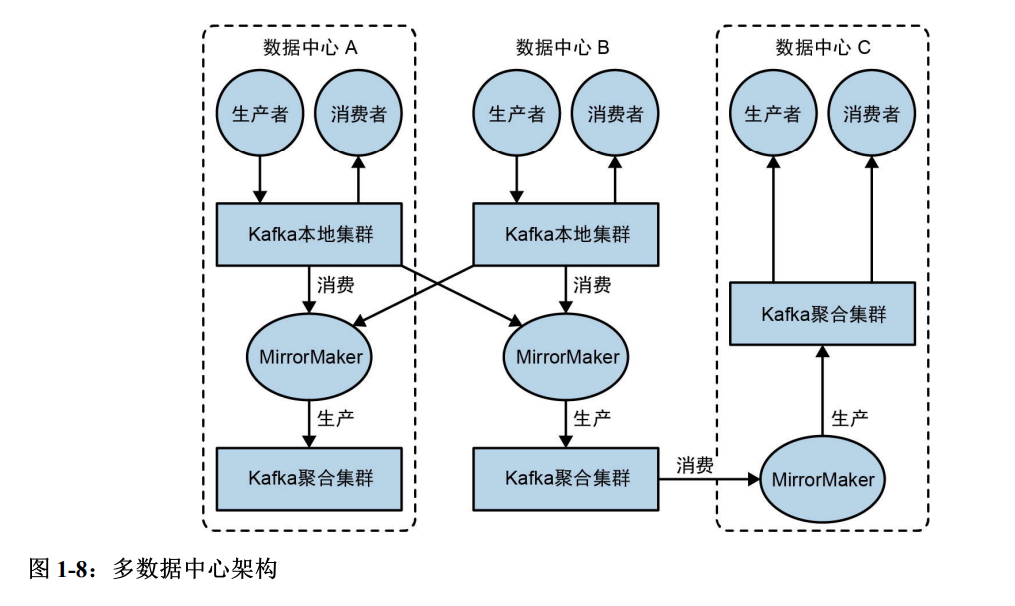 数据中心 A
数据中心 B
数据中心 C
生产者
消费者
生产者
消费者
生产者
消费者
Kafka本地集群
Kafka本地集群
消费
消费
Kafka聚合集群
MirrorMaker
MirrorMaker
生产
生产
生产
Kafka聚合集群
Kafka聚合集群
消费
MirrorMaker
图 1-8：多数据中心架构